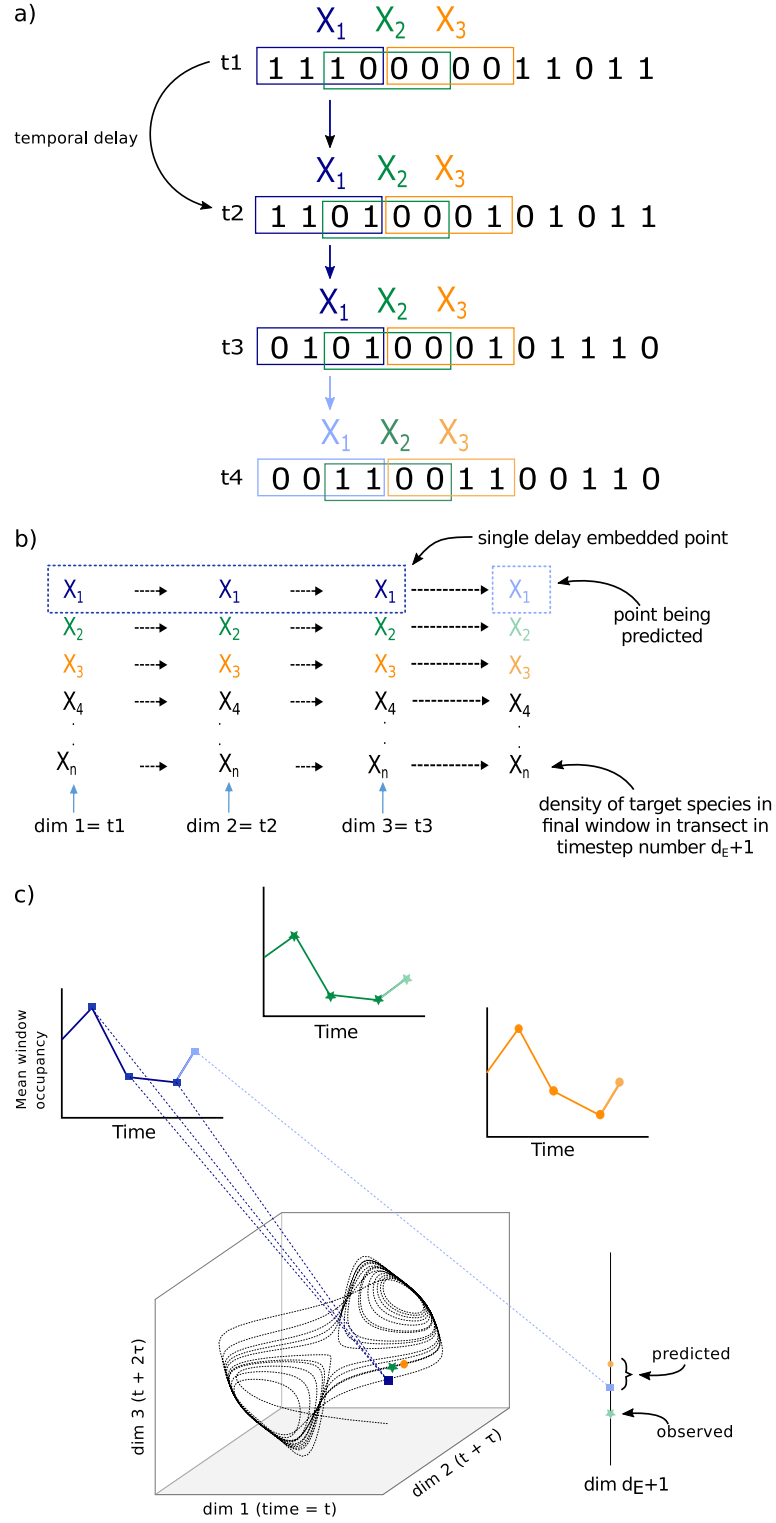 a)
X1 X2 X3
t1 1 1 1 0 0 0 0 0 1 1 0 1 1
temporal delay
X1 X2 X3
t2 1 1 0 1 0 0 0 1 0 1 0 1 1
X1 X2 X3
t3 0 1 0 1 0 0 0 1 0 1 1 1 0
X1 X2 X3
t4 0 0 1 1 0 0 1 1 0 0 1 1 0
b)
single delay embedded point
X1 X1 X1 X1
point being
predicted
X2 X2 X2 X2
X3 X3 X3 X3
X4 X4 X4 X4
. . . .
. . . .
Xn Xn Xn Xn
dim 1= t1 dim 2= t2 dim 3= t3
density of target species in
final window in transect in
timestep number dE+1
c)
Time
Mean window
occupancy
Time
Time
dim 3 (t + 2τ)
dim 2 (t + τ)
dim 1 (time = t)
predicted
observed
dim dE+1